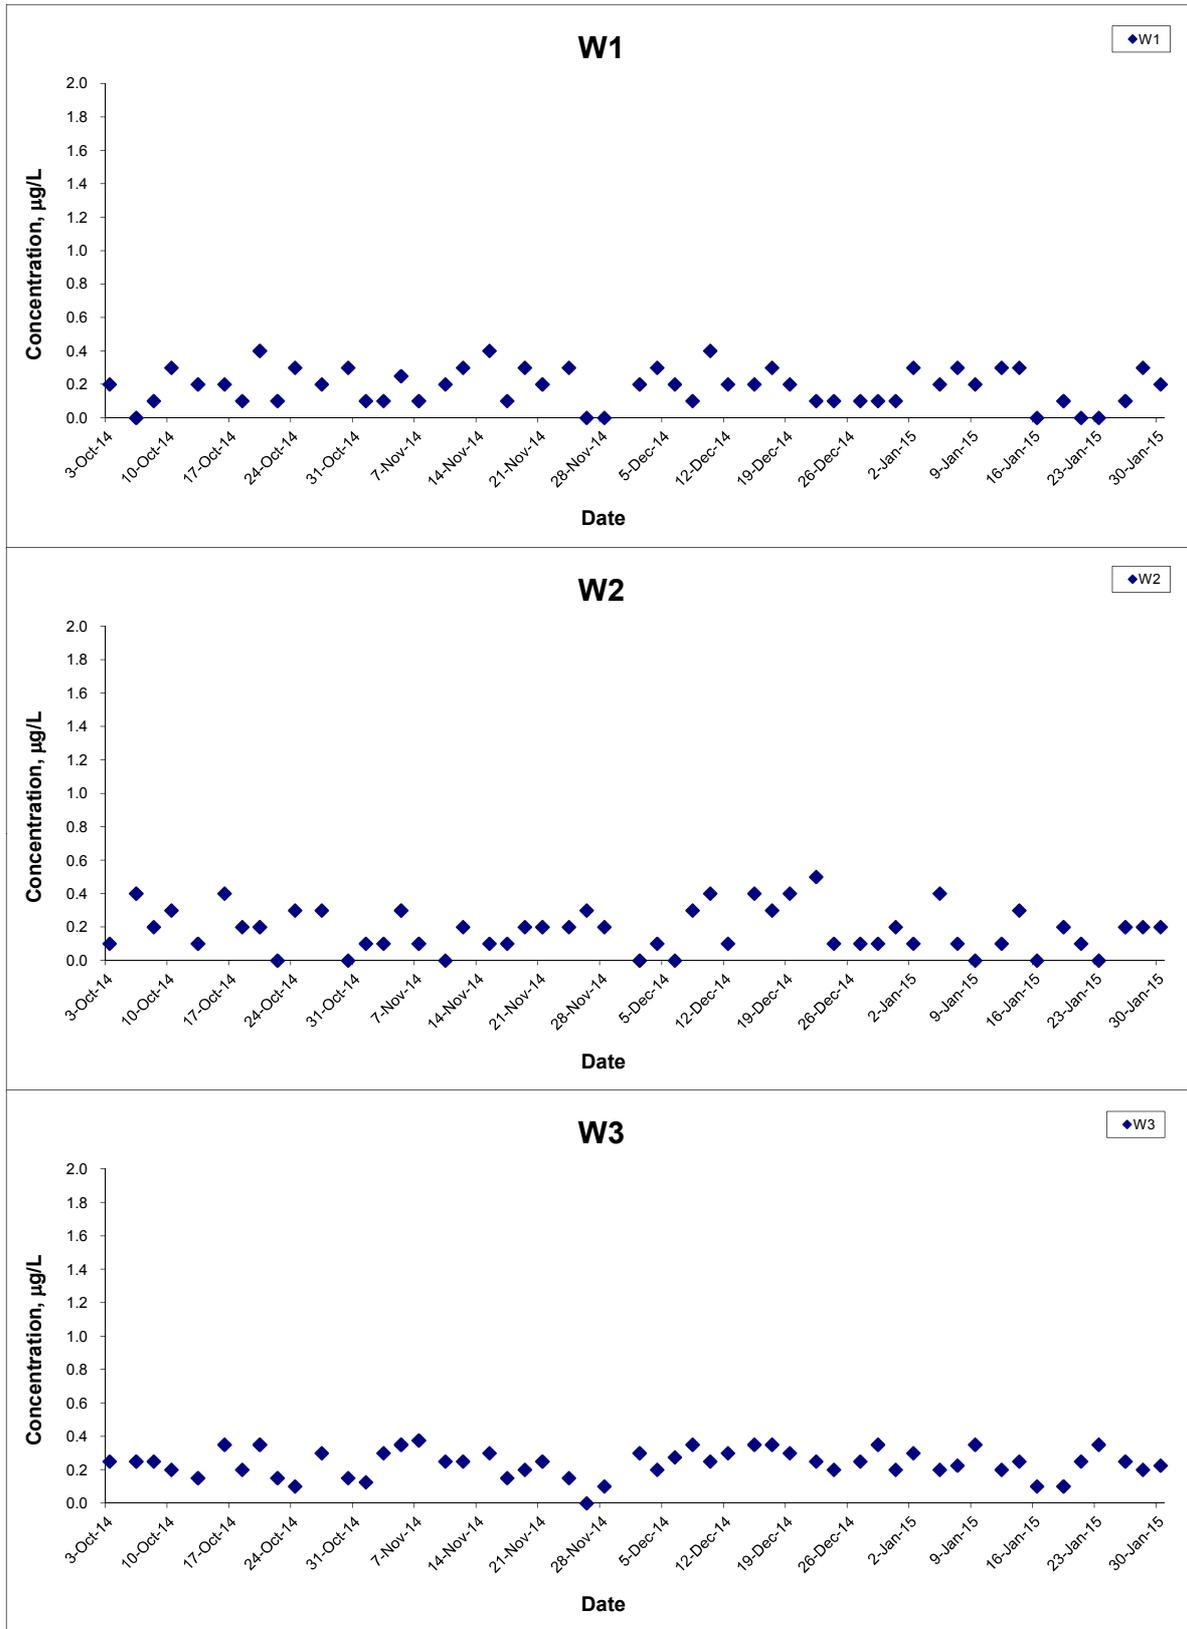 W1
W1
Concentration, µg/L
2.0
1.8
1.6
1.4
1.2
1.0
0.8
0.6
0.4
0.2
0.0
3-Oct-14
10-Oct-14
17-Oct-14
24-Oct-14
31-Oct-14
7-Nov-14
14-Nov-14
21-Nov-14
28-Nov-14
5-Dec-14
12-Dec-14
19-Dec-14
26-Dec-14
2-Jan-15
9-Jan-15
16-Jan-15
23-Jan-15
30-Jan-15
Date
W2
W2
Concentration, µg/L
2.0
1.8
1.6
1.4
1.2
1.0
0.8
0.6
0.4
0.2
0.0
3-Oct-14
10-Oct-14
17-Oct-14
24-Oct-14
31-Oct-14
7-Nov-14
14-Nov-14
21-Nov-14
28-Nov-14
5-Dec-14
12-Dec-14
19-Dec-14
26-Dec-14
2-Jan-15
9-Jan-15
16-Jan-15
23-Jan-15
30-Jan-15
Date
W3
W3
Concentration, µg/L
2.0
1.8
1.6
1.4
1.2
1.0
0.8
0.6
0.4
0.2
0.0
3-Oct-14
10-Oct-14
17-Oct-14
24-Oct-14
31-Oct-14
7-Nov-14
14-Nov-14
21-Nov-14
28-Nov-14
5-Dec-14
12-Dec-14
19-Dec-14
26-Dec-14
2-Jan-15
9-Jan-15
16-Jan-15
23-Jan-15
30-Jan-15
Date